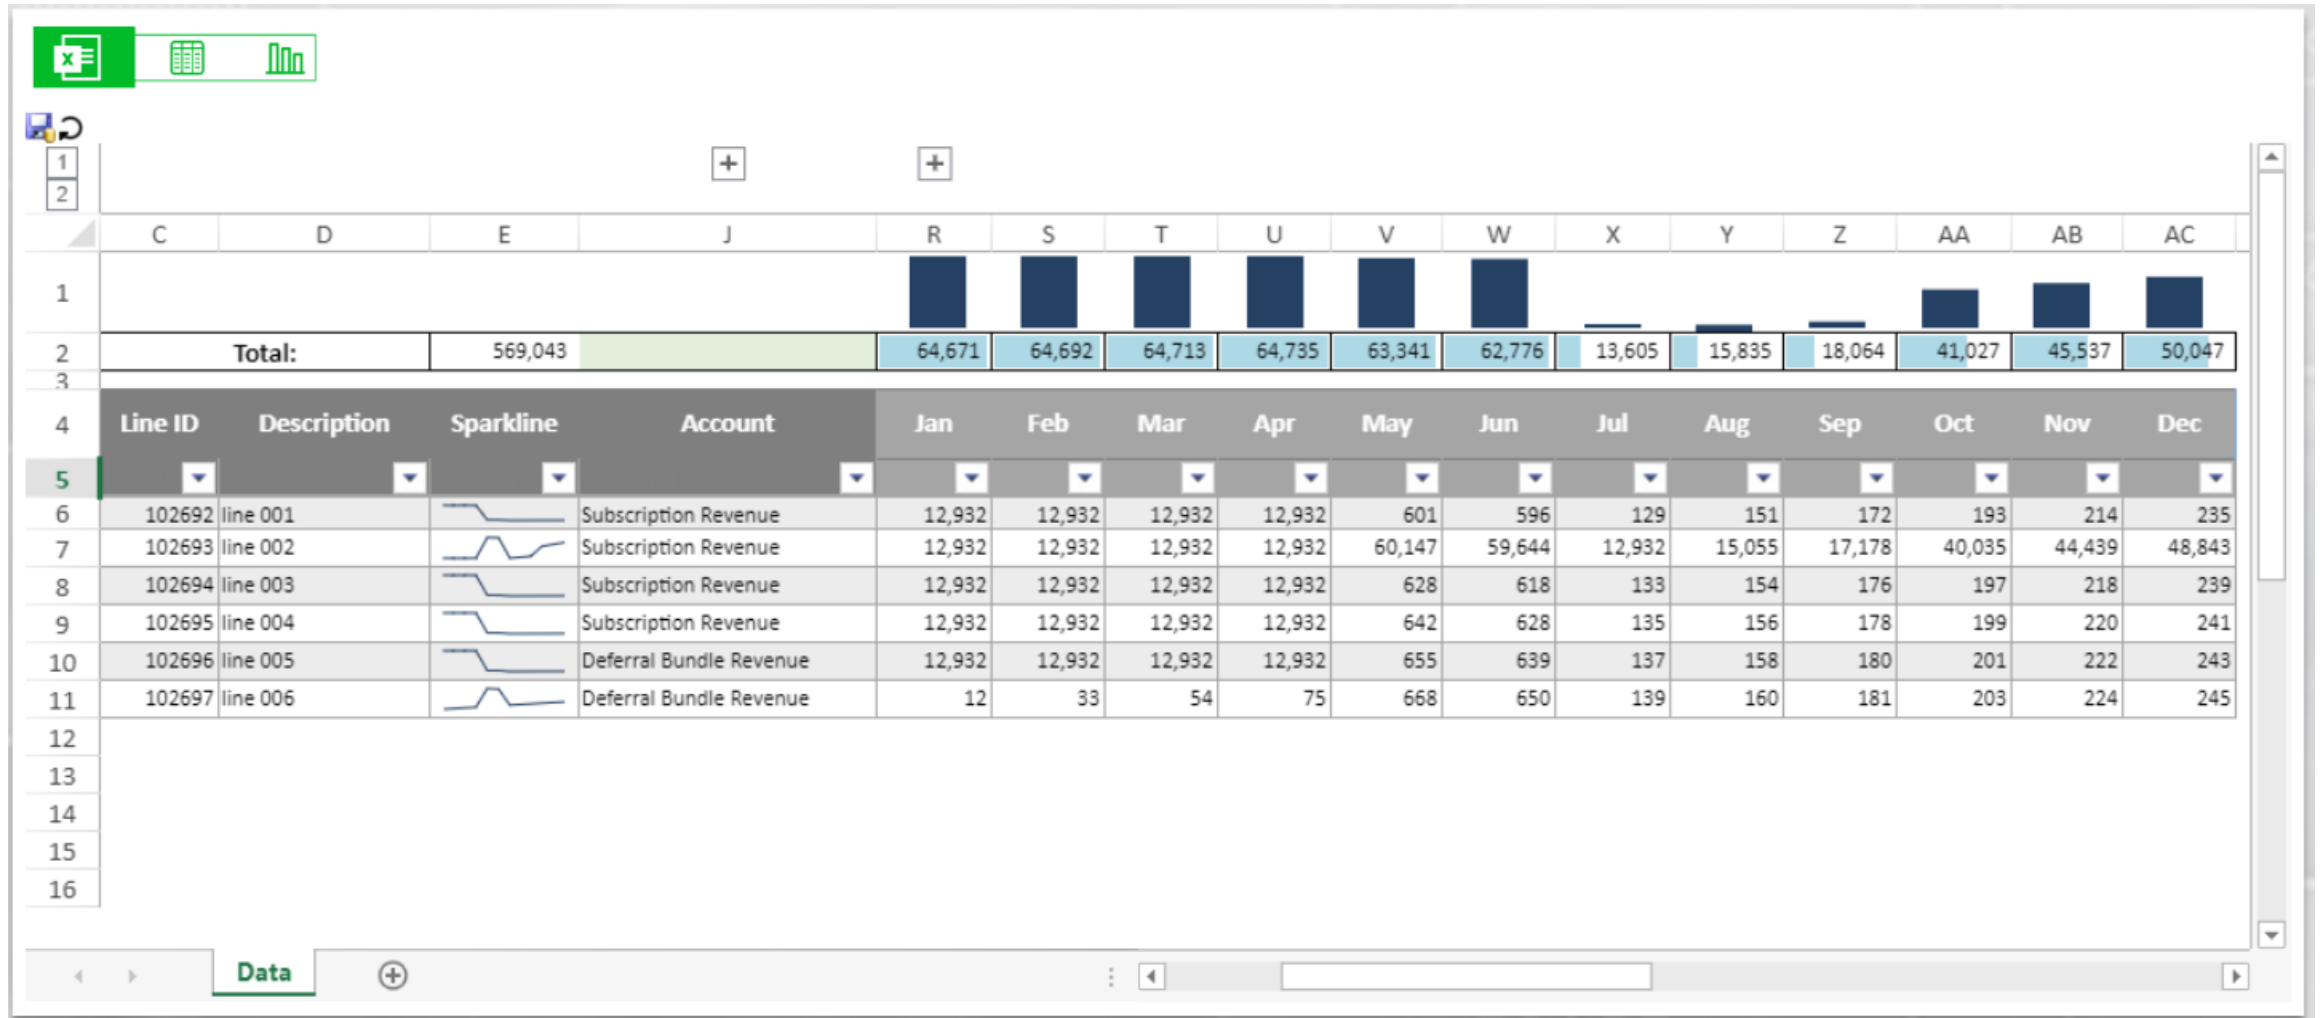 1
2
C D E J R S T U V W X Y Z AA AB AC
1
2 Total: 569,043 64,671 64,692 64,713 64,735 63,341 62,776 13,605 15,835 18,064 41,027 45,537 50,047
3
4 Line ID Description Sparkline Account Jan Feb Mar Apr May Jun Jul Aug Sep Oct Nov Dec
5
6 102692 line 001 Subscription Revenue 12,932 12,932 12,932 12,932 601 596 129 151 172 193 214 235
7 102693 line 002 Subscription Revenue 12,932 12,932 12,932 12,932 60,147 59,644 12,932 15,055 17,178 40,035 44,439 48,843
8 102694 line 003 Subscription Revenue 12,932 12,932 12,932 12,932 628 618 133 154 176 197 218 239
9 102695 line 004 Subscription Revenue 12,932 12,932 12,932 12,932 642 628 135 156 178 199 220 241
10 102696 line 005 Deferral Bundle Revenue 12,932 12,932 12,932 12,932 655 639 137 158 180 201 222 243
11 102697 line 006 Deferral Bundle Revenue 12 33 54 75 668 650 139 160 181 203 224 245
12
13
14
15
16
Data